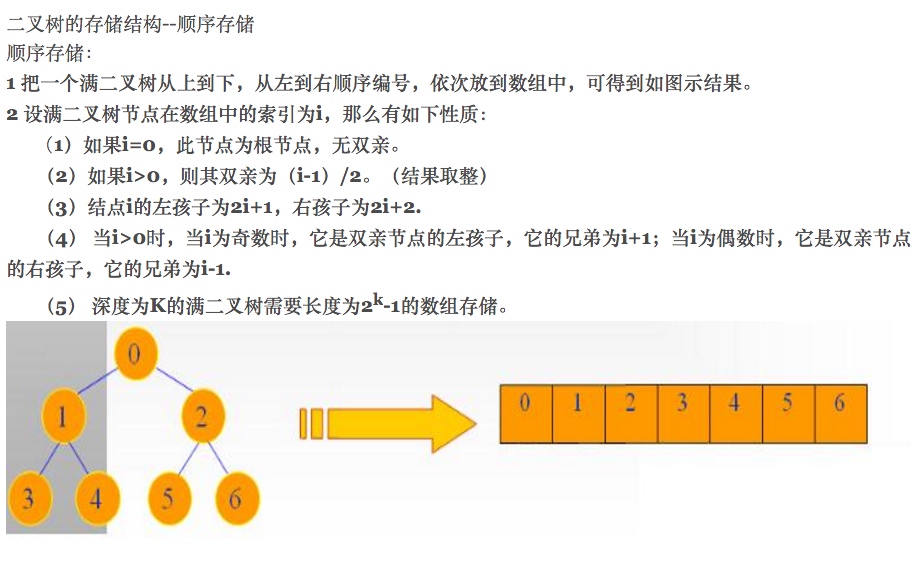 二叉树的存储结构--顺序存储
顺序存储：
1 把一个满二叉树从上到下，从左到右顺序编号，依次放到数组中，可得到如图示结果。
2 设满二叉树节点在数组中的索引为i，那么有如下性质：
（1）如果i=0，此节点为根节点，无双亲。
（2）如果i>0，则其双亲为（i-1）/2。（结果取整）
（3）结点i的左孩子为2i+1，右孩子为2i+2.
（4） 当i>0时，当i为奇数时，它是双亲节点的左孩子，它的兄弟为i+1；当i为偶数时，它是双亲节点
的右孩子，它的兄弟为i-1.
（5） 深度为K的满二叉树需要长度为2^k-1的数组存储。
0
1 2
3 4 5 6
0 1 2 3 4 5 6